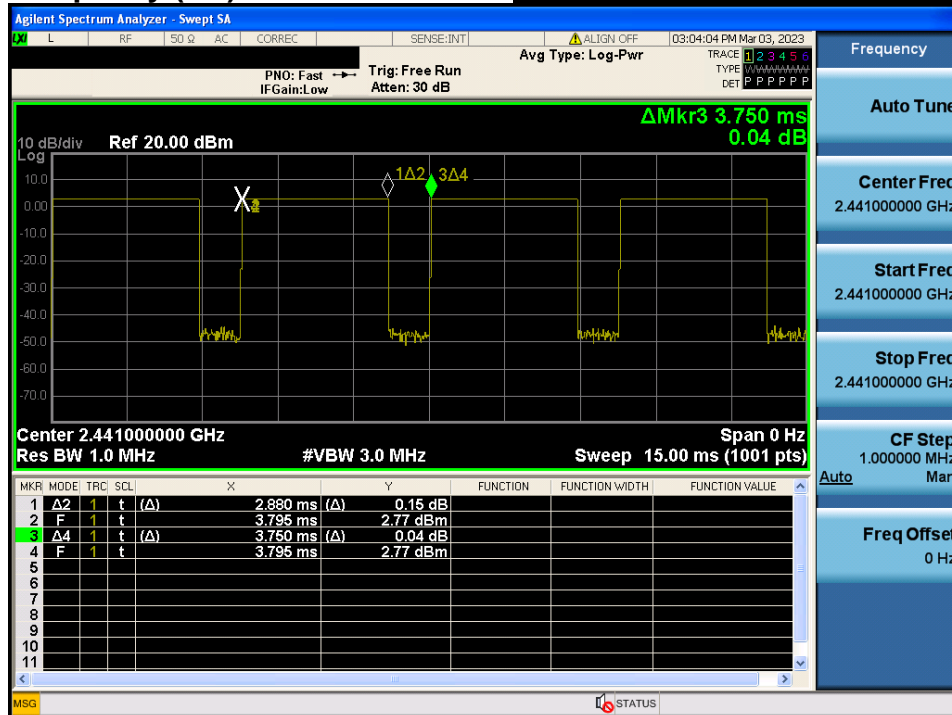 Agilent Spectrum Analyzer - Swept SA
LXI L RF 50 Ω AC CORREC SENSE:INT ALIGN OFF 03:04:04 PM Mar 03, 2023
Avg Type: Log-Pwr
TRACE 1 2 3 4 5 6
TYPE WWWWWW
DET P P P P P P
PNO: Fast
IFGain:Low
Trig: Free Run
Atten: 30 dB
ΔMkr3 3.750 ms
0.04 dB
10 dB/div Ref 20.00 dBm
Log
10.0
0.00
-10.0
-20.0
-30.0
-40.0
-50.0
-60.0
-70.0
1Δ2 3Δ4
X
Center 2.441000000 GHz Span 0 Hz
Res BW 1.0 MHz #VBW 3.0 MHz Sweep 15.00 ms (1001 pts)
MKR MODE TRC SCL X Y FUNCTION FUNCTION WIDTH FUNCTION VALUE
1 Δ2 1 t (Δ) 2.880 ms (Δ) 0.15 dB
2 F 1 t 3.795 ms 2.77 dBm
3 Δ4 1 t (Δ) 3.750 ms (Δ) 0.04 dB
4 F 1 t 3.795 ms 2.77 dBm
5
6
7
8
9
10
11
MSG STATUS
Frequency
Auto Tune
Center Freq
2.441000000 GHz
Start Freq
2.441000000 GHz
Stop Freq
2.441000000 GHz
CF Step
1.000000 MHz
Auto Man
Freq Offset
0 Hz